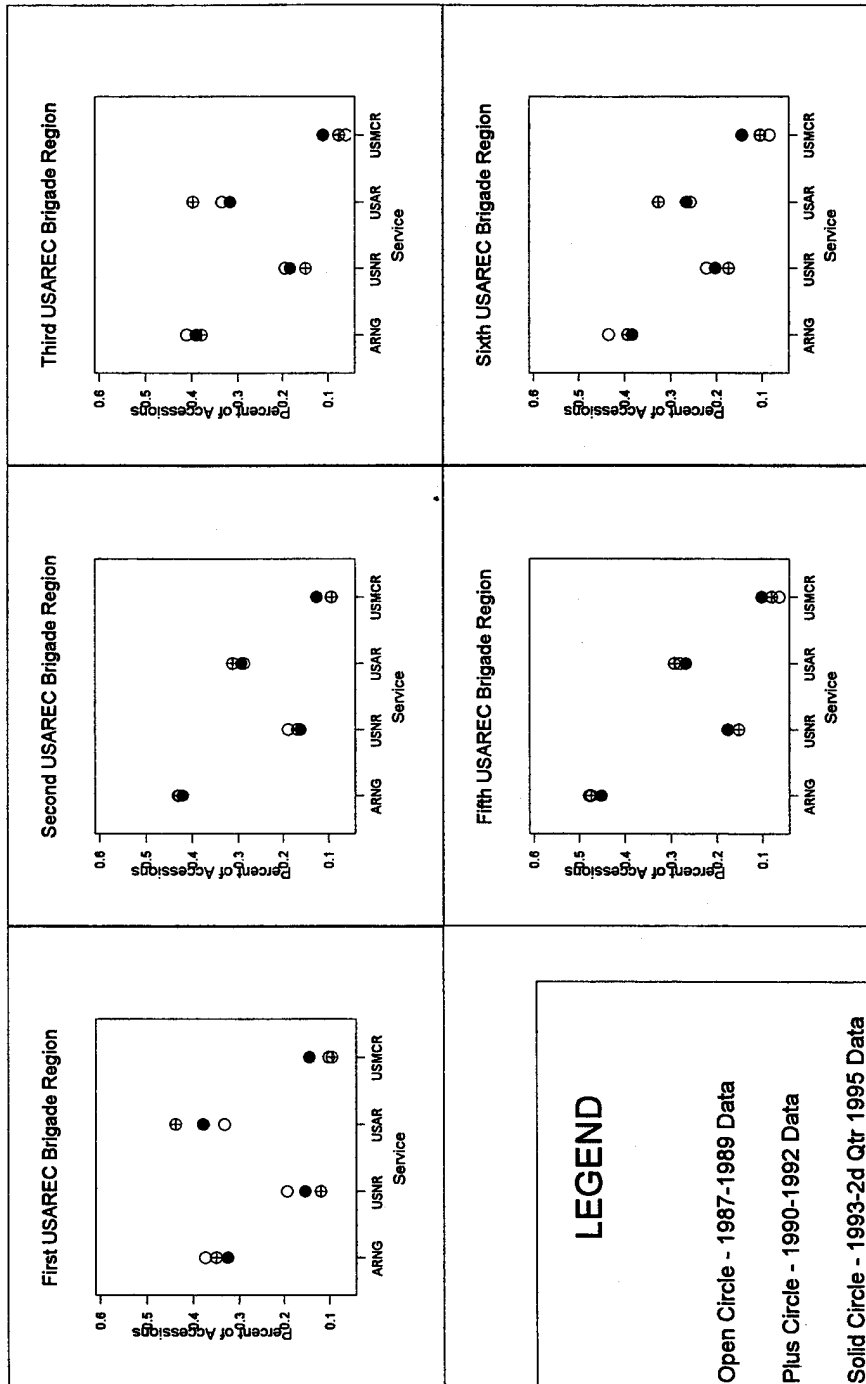 First USAREC Brigade Region
Percent of Accessions
0.6
0.5
0.4
0.3
0.2
0.1
ARNG
USNR
USAR
USMCR
Service
Second USAREC Brigade Region
Percent of Accessions
0.6
0.5
0.4
0.3
0.2
0.1
ARNG
USNR
USAR
USMCR
Service
Third USAREC Brigade Region
Percent of Accessions
0.6
0.5
0.4
0.3
0.2
0.1
ARNG
USNR
USAR
USMCR
Service
LEGEND
Open Circle - 1987-1989 Data
Plus Circle - 1990-1992 Data
Solid Circle - 1993-2d Qtr 1995 Data
Fifth USAREC Brigade Region
Percent of Accessions
0.6
0.5
0.4
0.3
0.2
0.1
ARNG
USNR
USAR
USMCR
Service
Sixth USAREC Brigade Region
Percent of Accessions
0.6
0.5
0.4
0.3
0.2
0.1
ARNG
USNR
USAR
USMCR
Service